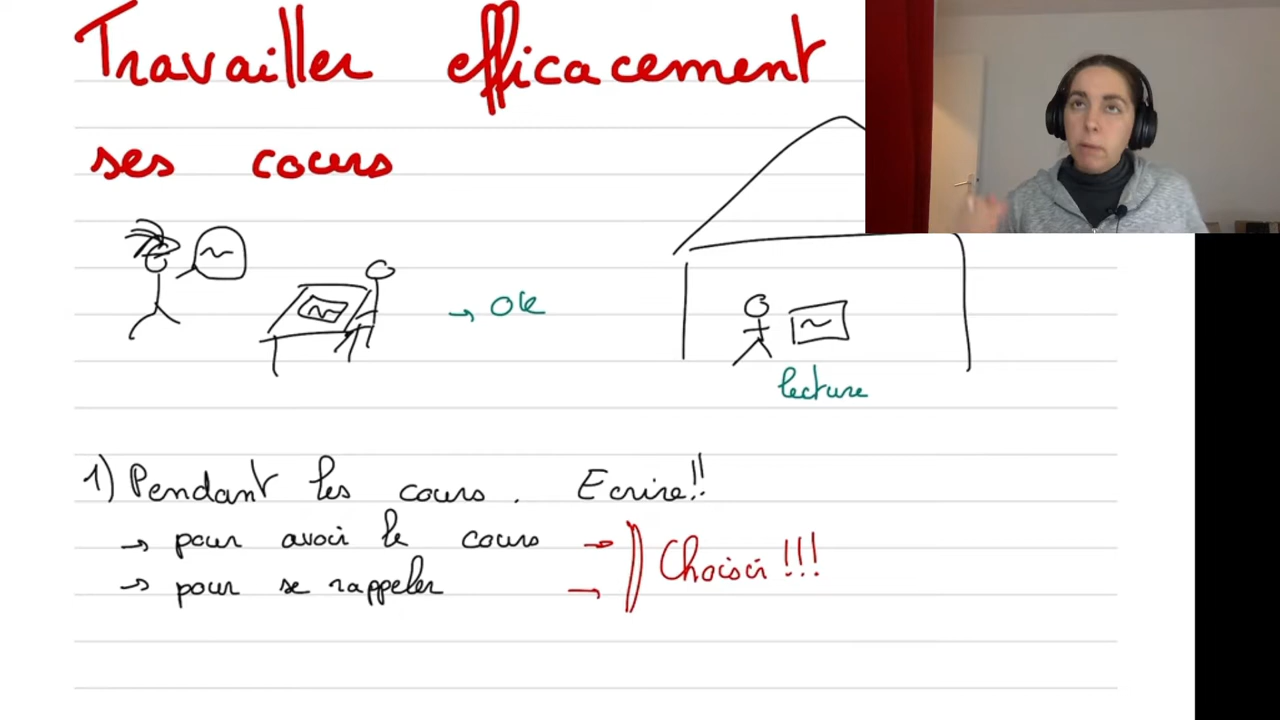 Travailler efficacement
ses cours
→ ok
lecture
1) Pendant les cours. Ecrire!!
→ pour avoir le cours →
→ pour se rappeler →
Choisir!!!